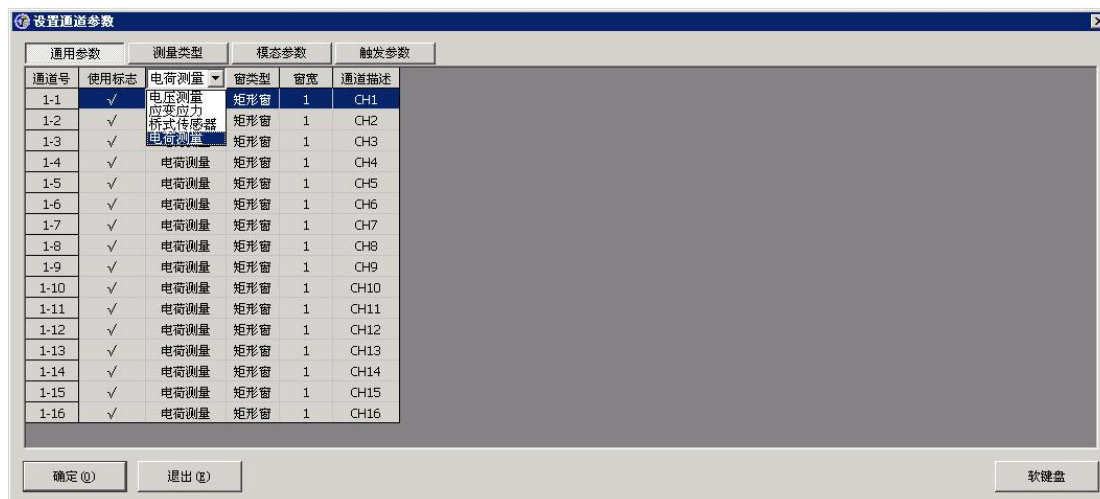 设置通道参数
通用参数 测量类型 模态参数 触发参数
通道号 使用标志 电荷测量 窗类型 窗宽 通道描述
电压测量
应变应力
桥式传感器
电荷测量
1-1 √ 矩形窗 1 CH1
1-2 √ 矩形窗 1 CH2
1-3 √ 矩形窗 1 CH3
1-4 √ 电荷测量 矩形窗 1 CH4
1-5 √ 电荷测量 矩形窗 1 CH5
1-6 √ 电荷测量 矩形窗 1 CH6
1-7 √ 电荷测量 矩形窗 1 CH7
1-8 √ 电荷测量 矩形窗 1 CH8
1-9 √ 电荷测量 矩形窗 1 CH9
1-10 √ 电荷测量 矩形窗 1 CH10
1-11 √ 电荷测量 矩形窗 1 CH11
1-12 √ 电荷测量 矩形窗 1 CH12
1-13 √ 电荷测量 矩形窗 1 CH13
1-14 √ 电荷测量 矩形窗 1 CH14
1-15 √ 电荷测量 矩形窗 1 CH15
1-16 √ 电荷测量 矩形窗 1 CH16
确定(O) 退出(E) 软键盘